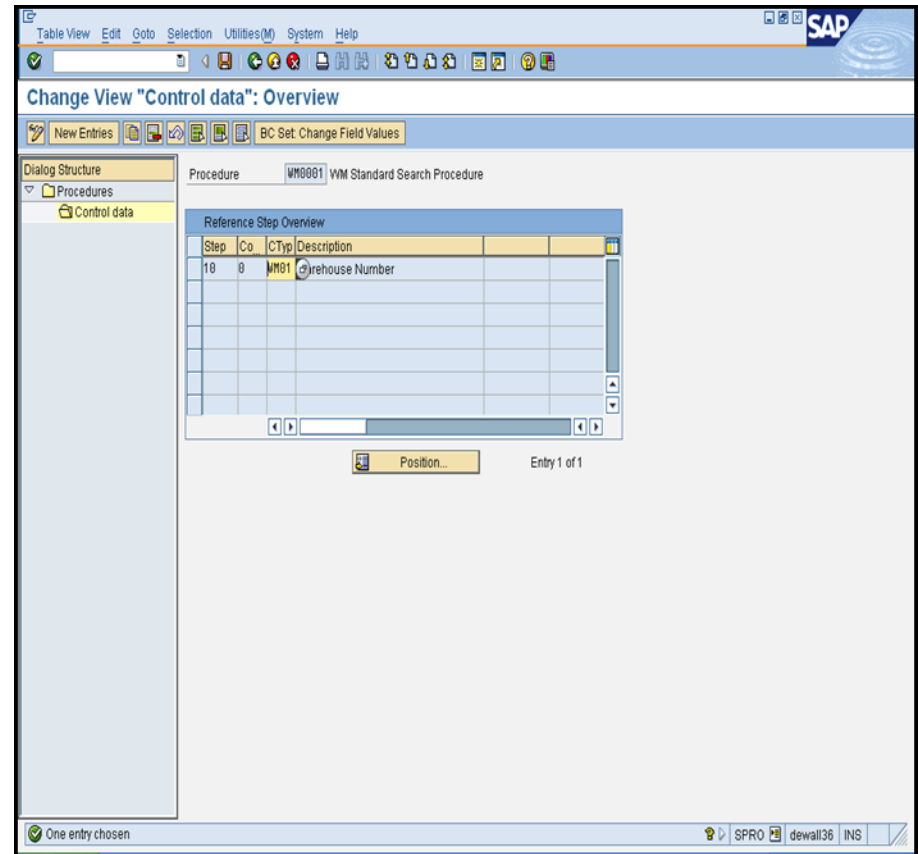 Table View Edit Goto Selection Utilities(M) System Help
SAP
Change View "Control data": Overview
New Entries BC Set: Change Field Values
Dialog Structure
Procedures
Control data
Procedure WM0001 WM Standard Search Procedure
Reference Step Overview
Step Co... CTyp Description
10 0 WM01 rehouse Number
Position... Entry 1 of 1
One entry chosen
SPRO dewall36 INS